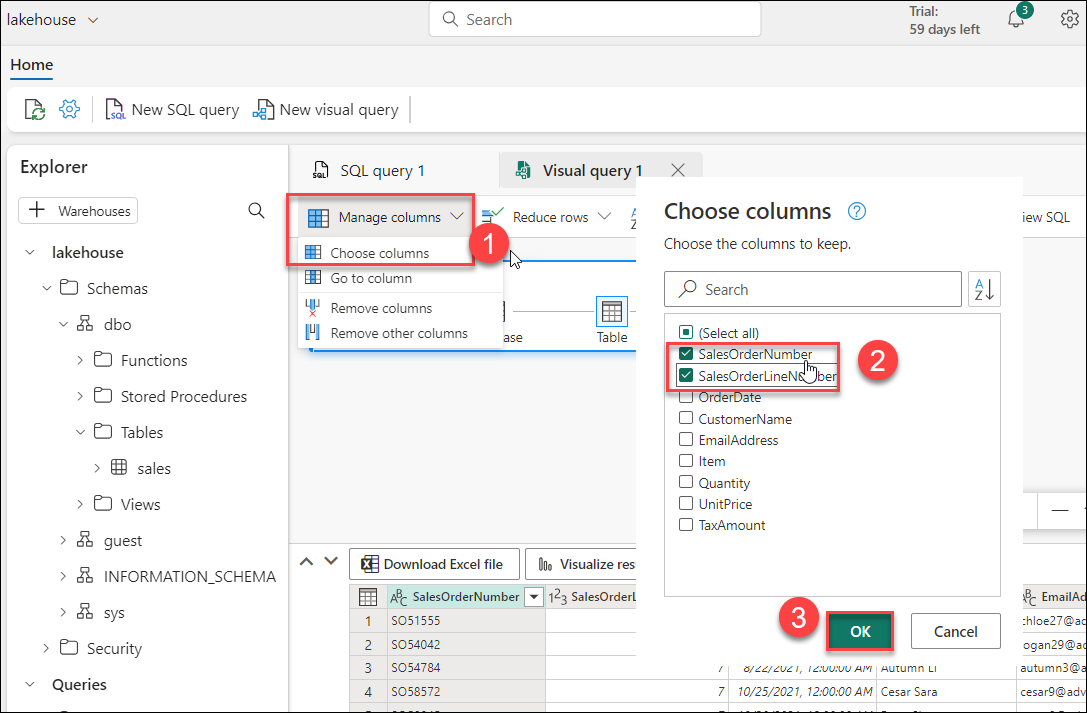 lakehouse
Search
Trial:
59 days left
3
Home
New SQL query
New visual query
Explorer
Warehouses
lakehouse
Schemas
dbo
Functions
Stored Procedures
Tables
sales
Views
guest
INFORMATION_SCHEMA
sys
Security
Queries
SQL query 1
Visual query 1
Manage columns
Reduce rows
iew SQL
1
Choose columns
Go to column
Remove columns
Remove other columns
ase
Table
Choose columns
Choose the columns to keep.
Search
(Select all)
SalesOrderNumber
SalesOrderLineNumber
OrderDate
CustomerName
EmailAddress
Item
Quantity
UnitPrice
TaxAmount
2
3
OK
Cancel
Download Excel file
Visualize res
SalesOrderNumber SalesOrderL EmailAd
1 SO51555 chloe27@ad
2 SO54042 logan29@a
3 SO54784 7 8/22/2021, 12:00:00 AM Autumn Li autumn3@a
4 SO58572 7 10/25/2021, 12:00:00 AM Cesar Sara cesar9@adv